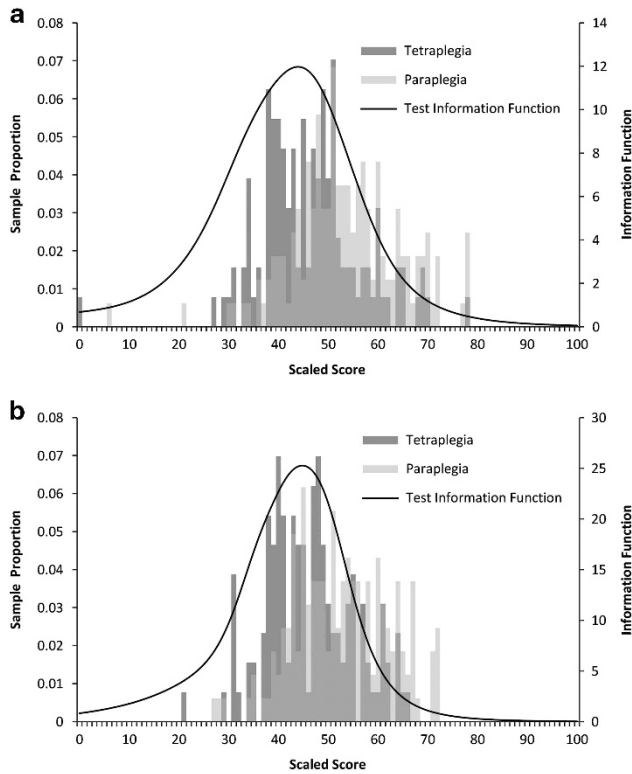 a
0.08
0.07
0.06
0.05
0.04
0.03
0.02
0.01
0
Sample Proportion
14
12
10
8
6
4
2
0
Information Function
Tetraplegia
Paraplegia
Test Information Function
0 10 20 30 40 50 60 70 80 90 100
Scaled Score
b
0.08
0.07
0.06
0.05
0.04
0.03
0.02
0.01
0
Sample Proportion
30
25
20
15
10
5
0
Information Function
Tetraplegia
Paraplegia
Test Information Function
0 10 20 30 40 50 60 70 80 90 100
Scaled Score